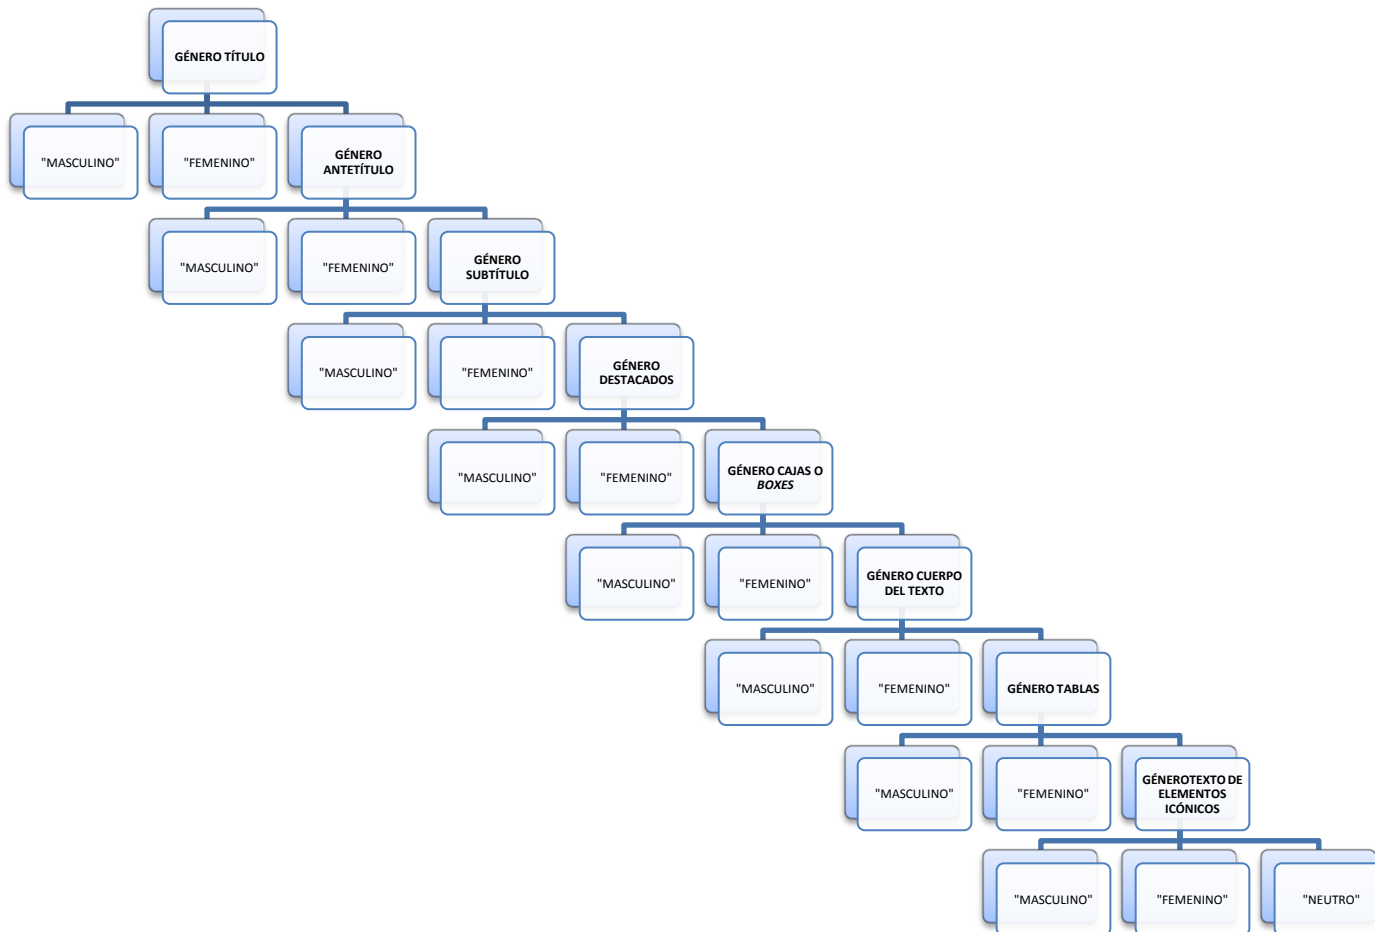 GÉNERO TÍTULO
"MASCULINO"
"FEMENINO"
GÉNERO
ANTETÍTULO
"MASCULINO"
"FEMENINO"
GÉNERO
SUBTÍTULO
"MASCULINO"
"FEMENINO"
GÉNERO
DESTACADOS
"MASCULINO"
"FEMENINO"
GÉNERO CAJAS O
BOXES
"MASCULINO"
"FEMENINO"
GÉNERO CUERPO
DEL TEXTO
"MASCULINO"
"FEMENINO"
GÉNERO TABLAS
"MASCULINO"
"FEMENINO"
GÉNEROTEXTO DE
ELEMENTOS
ICÓNICOS
"MASCULINO"
"FEMENINO"
"NEUTRO"